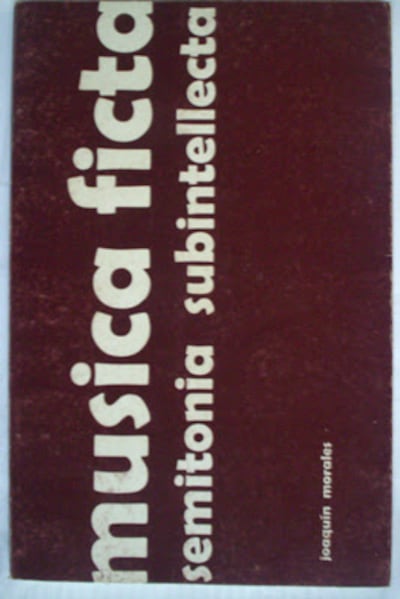 musica ficta
semitonia subintellecta
joaquín morales